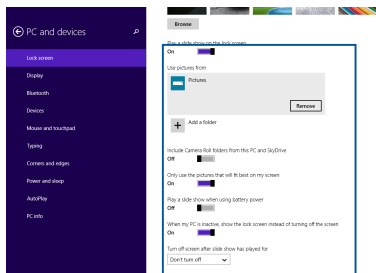 PC and devices
Lock screen
Display
Bluetooth
Devices
Mouse and touchpad
Typing
Corners and edges
Power and sleep
AutoPlay
PC info
Browse
Play a slide show on the lock screen
On
Use pictures from
Pictures
Remove
Add a folder
Include Camera Roll folders from this PC and SkyDrive
Off
Only use the pictures that will fit best on my screen
On
Play a slide show when using battery power
Off
When my PC is inactive, show the lock screen instead of turning off the screen
On
Turn off screen after slide show has played for
Don't turn off